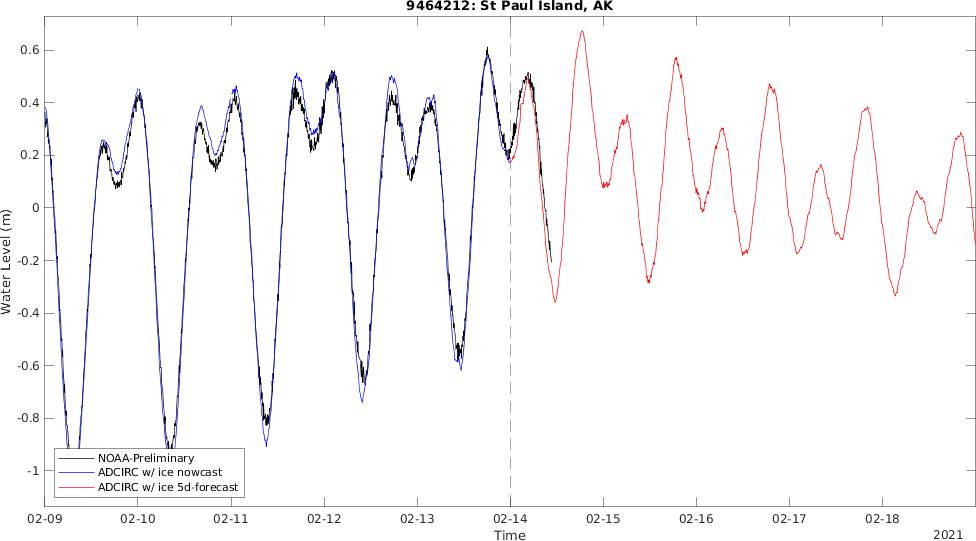 9464212: St Paul Island, AK
Water Level (m)
0.6
0.4
0.2
0
-0.2
-0.4
-0.6
-0.8
-1
NOAA-Preliminary
ADCIRC w/ ice nowcast
ADCIRC w/ ice 5d-forecast
02-09 02-10 02-11 02-12 02-13 02-14 02-15 02-16 02-17 02-18
Time
2021